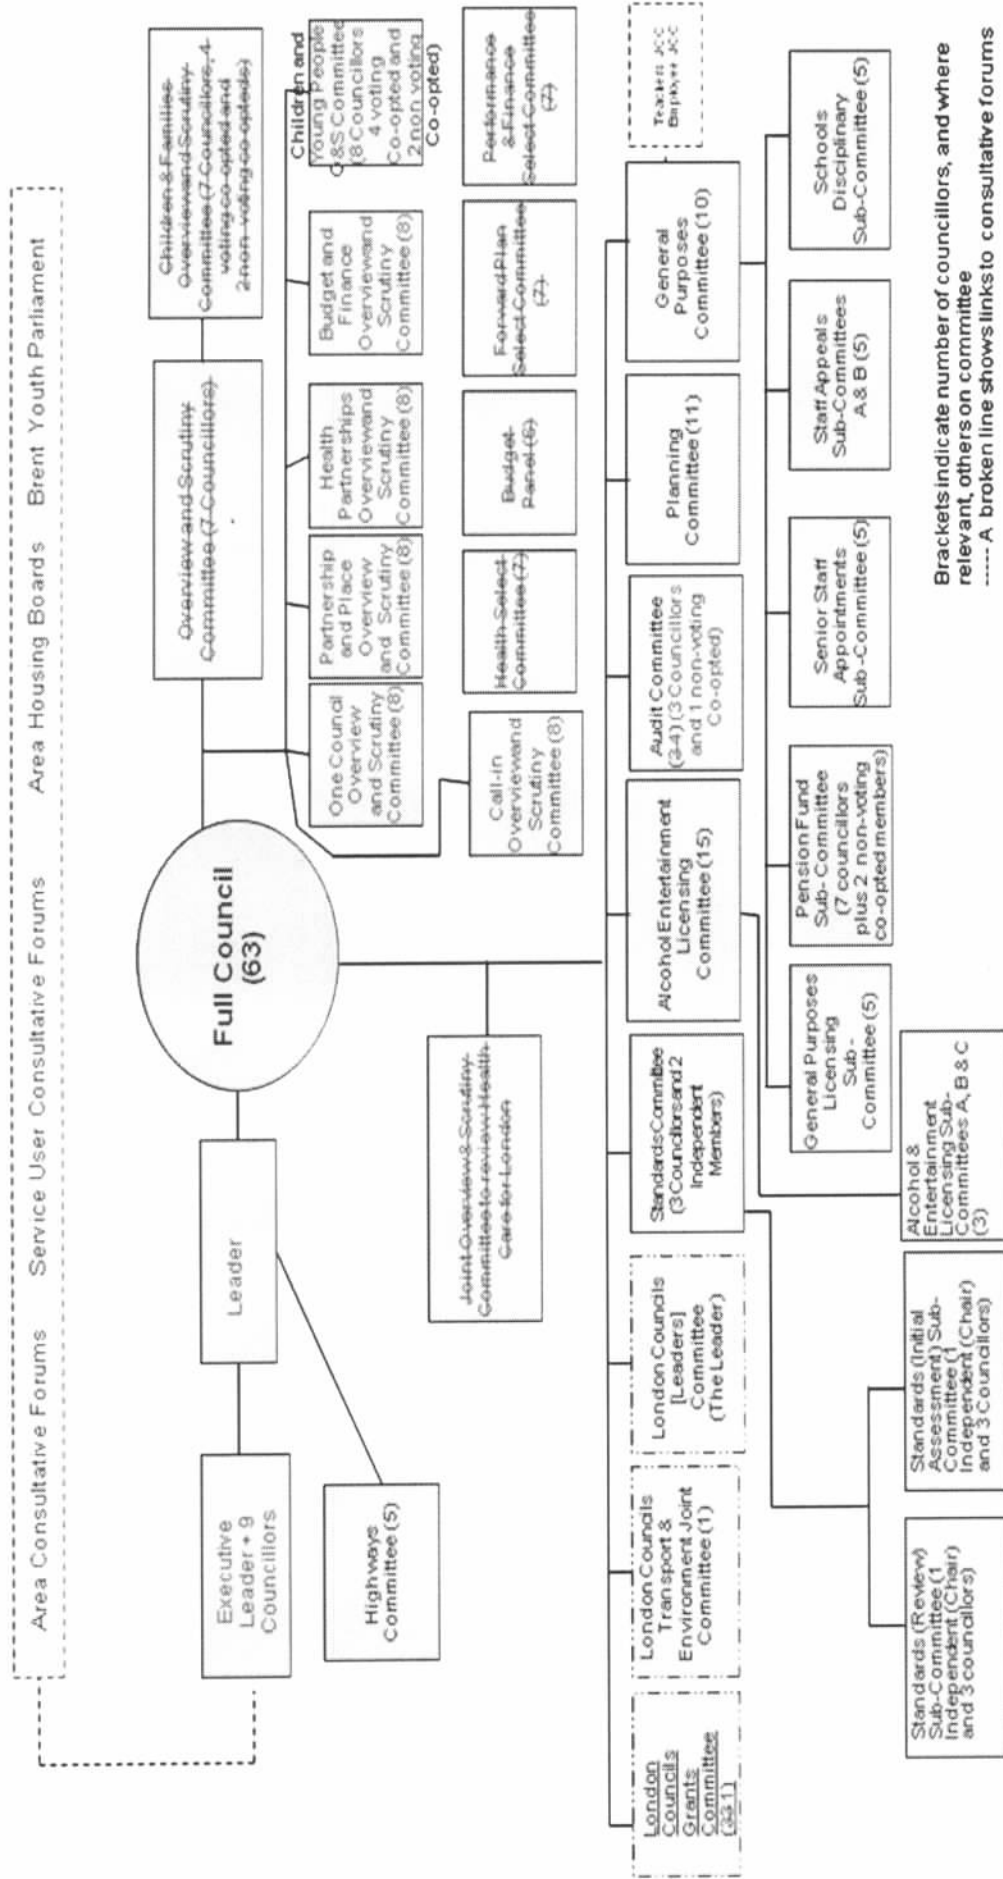 Area Consultative Forums Service User Consultative Forums Area Housing Boards Brent Youth Parliament
Executive
Leader + 9
Councillors
Leader
Full Council
(63)
Overview and Scrutiny
Committee (7 Councillors)
Children & Families
Overview and Scrutiny
Committee (7 Councillors, 4
voting co-opted and
2 non-voting co-opteds)
Highways
Committee (5)
One Council
Overview
and Scrutiny
Committee (8)
Partnership
and Place
Overview
and Scrutiny
Committee (8)
Health
Partnerships
Overview and
Scrutiny
Committee (8)
Budget and
Finance
Overview and
Scrutiny
Committee (8)
Children and
Young People
O&S Committee
(8 Councillors
4 voting
Co-opted and
2 non voting
Co-opted)
Joint Overview & Scrutiny
Committee to review Health
Care for London
Call-in
Overview and
Scrutiny
Committee (8)
Health Select
Committee (7)
Budget
Panel (6)
Forward Plan
Select Committee
(7)
Performance
& Finance
Select Committee
(7)
London
Councils
Grants
Committee
(33 1)
London Councils
Transport &
Environment Joint
Committee (1)
London Councils
[Leaders]
Committee
(The Leader)
Standards Committee
(3 Councillors and 2
Independent
Members)
Alcohol Entertainment
Licensing
Committee (15)
Audit Committee
(3 4) (3 Councillors
and 1 non-voting
Co-opted)
Planning
Committee (11)
General
Purposes
Committee (10)
Teachers JCC
Employee JCC
General Purposes
Licensing
Sub-
Committee (5)
Pension Fund
Sub- Committee
(7 councillors
plus 2 non-voting
co-opted members)
Senior Staff
Appointments
Sub-Committee (5)
Staff Appeals
Sub-Committees
A & B (5)
Schools
Disciplinary
Sub-Committee (5)
Standards (Review)
Sub-Committee (1
Independent (Chair)
and 3 councillors)
Standards (Initial
Assessment) Sub-
Committee (1
Independent (Chair)
and 3 Councillors)
Alcohol &
Entertainment
Licensing Sub-
Committees A, B & C
(3)
Brackets indicate number of councillors, and where
relevant, others on committee
----- A broken line shows links to consultative forums